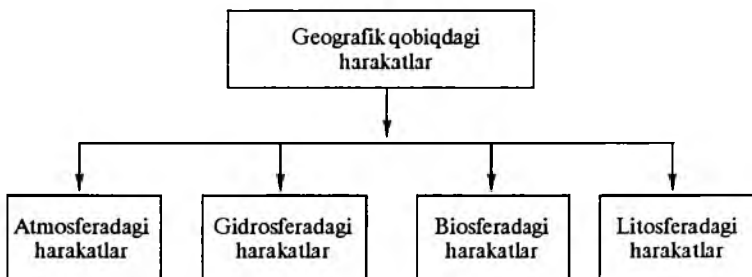 Geografik qobiqdagi
harakatlar
Atmosferadagi
harakatlar
Gidrosferadagi
harakatlar
Biosferadagi
harakatlar
Litosferadagi
harakatlar